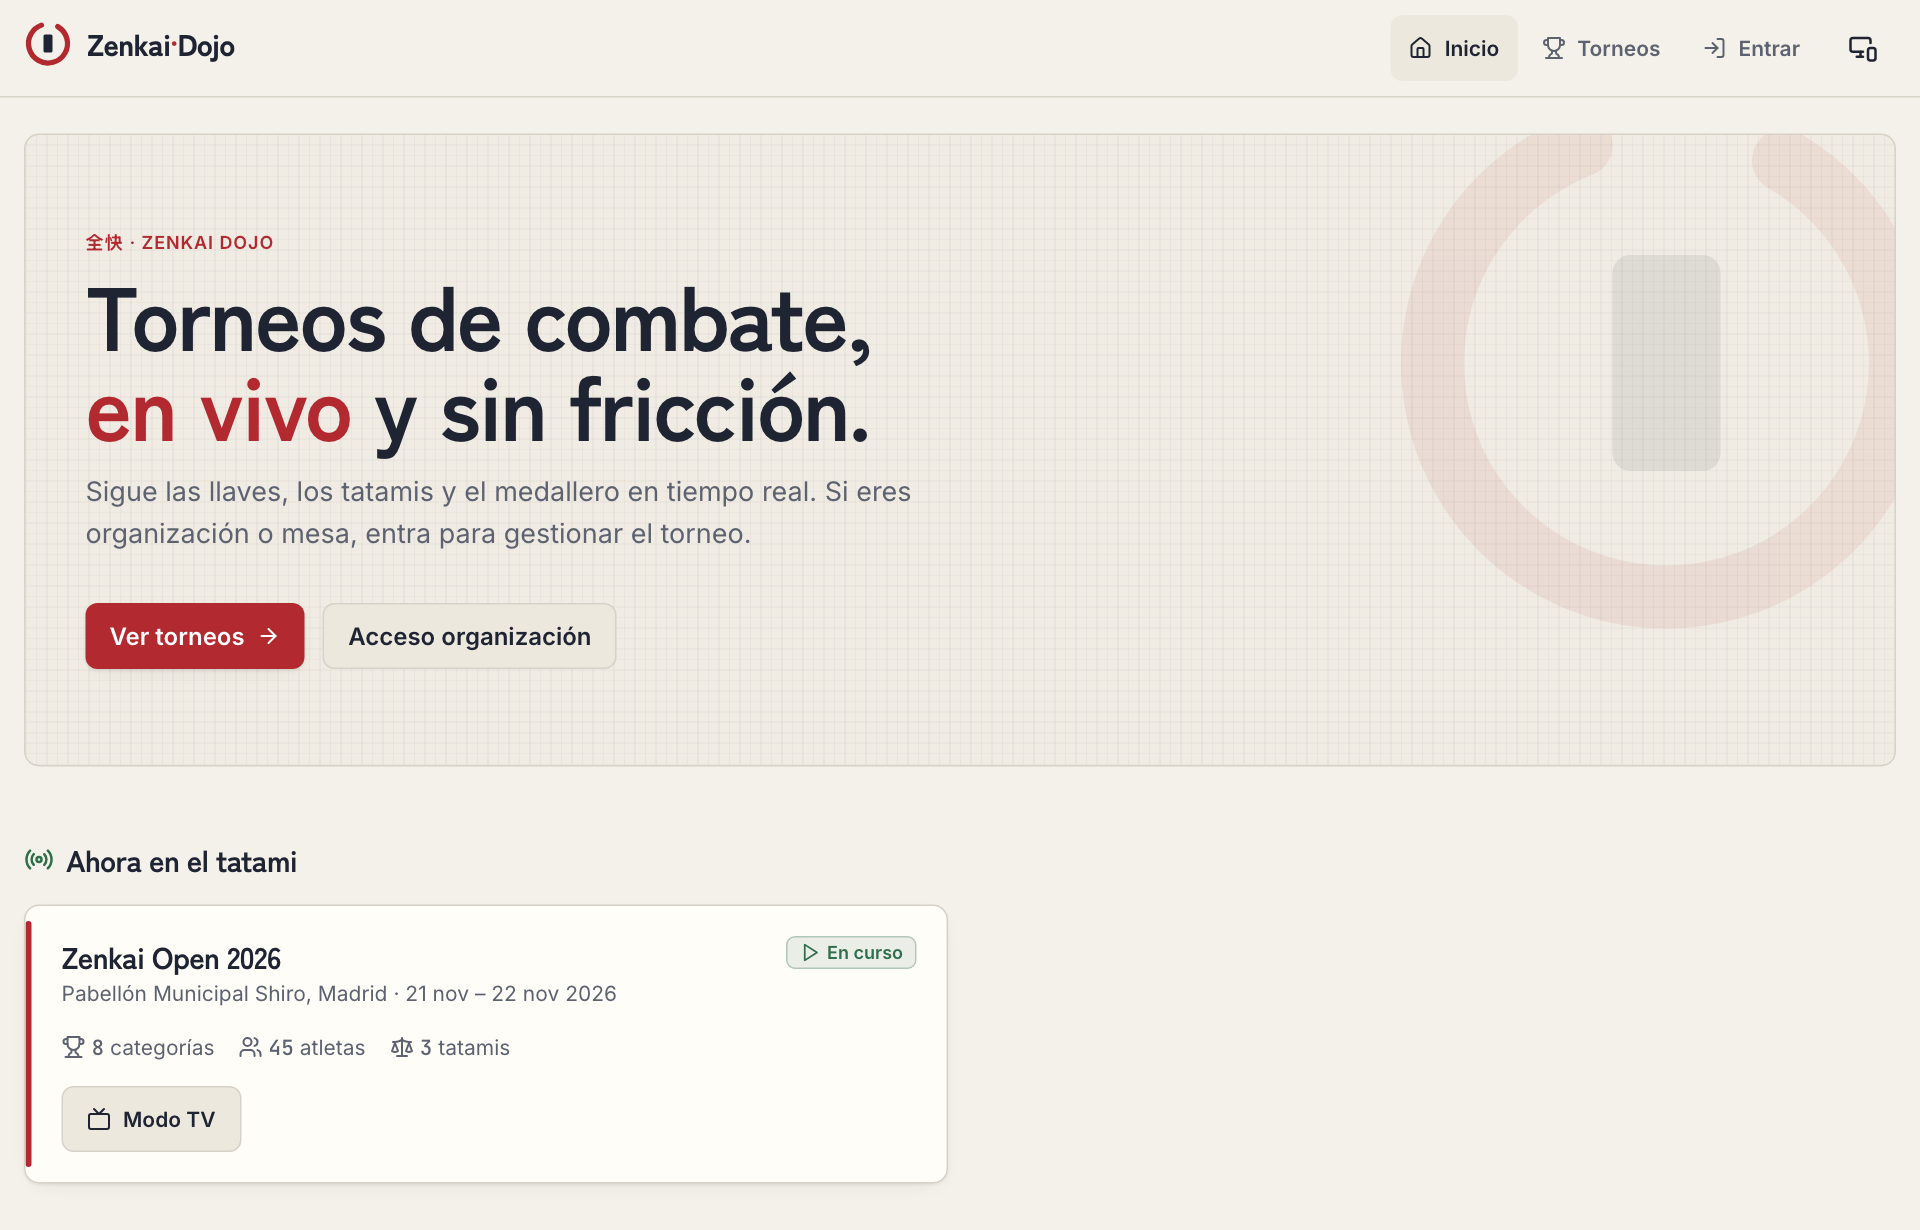 Zenkai·Dojo
Inicio
Torneos
Entrar
全快 · ZENKAI DOJO
Torneos de combate,
en vivo y sin fricción.
Sigue las llaves, los tatamis y el medallero en tiempo real. Si eres
organización o mesa, entra para gestionar el torneo.
Ver torneos →
Acceso organización
Ahora en el tatami
Zenkai Open 2026
En curso
Pabellón Municipal Shiro, Madrid · 21 nov – 22 nov 2026
8 categorías
45 atletas
3 tatamis
Modo TV